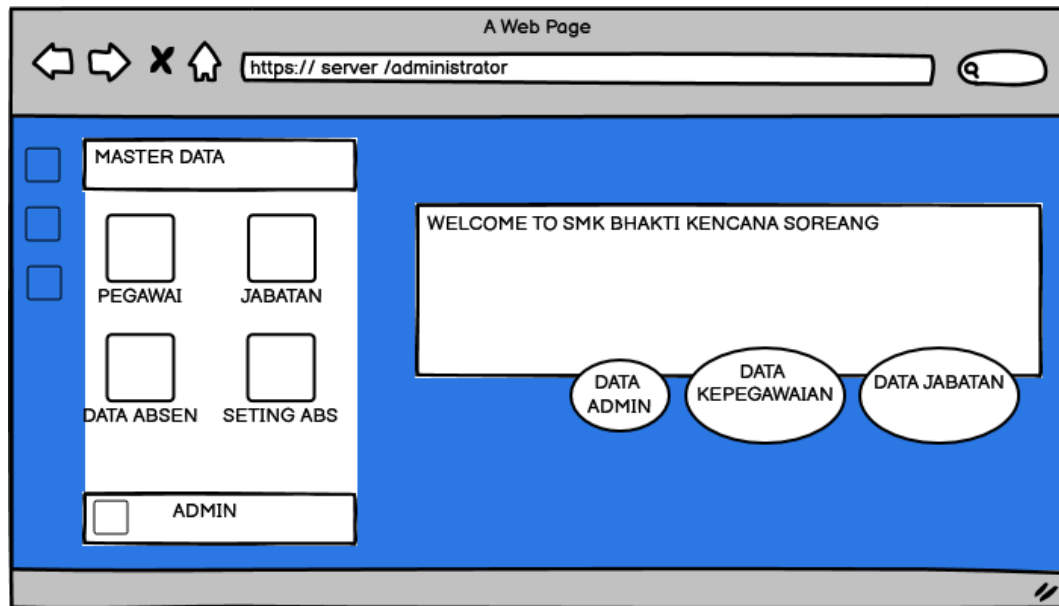 A Web Page
https:// server /administrator
MASTER DATA
PEGAWAI
JABATAN
DATA ABSEN
SETING ABS
ADMIN
WELCOME TO SMK BHAKTI KENCANA SOREANG
DATA
ADMIN
DATA
KEPEGAWAIAN
DATA JABATAN